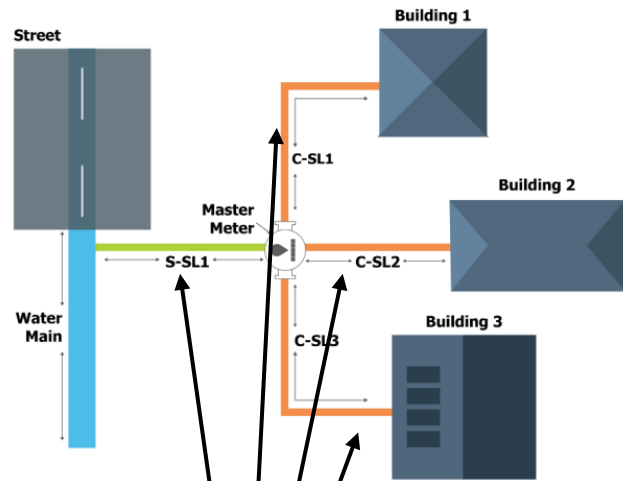 Building 1
Street
C-SL1
Building 2
Master
Meter
S-SL1
C-SL2
Water
Main
Building 3
C-SL3